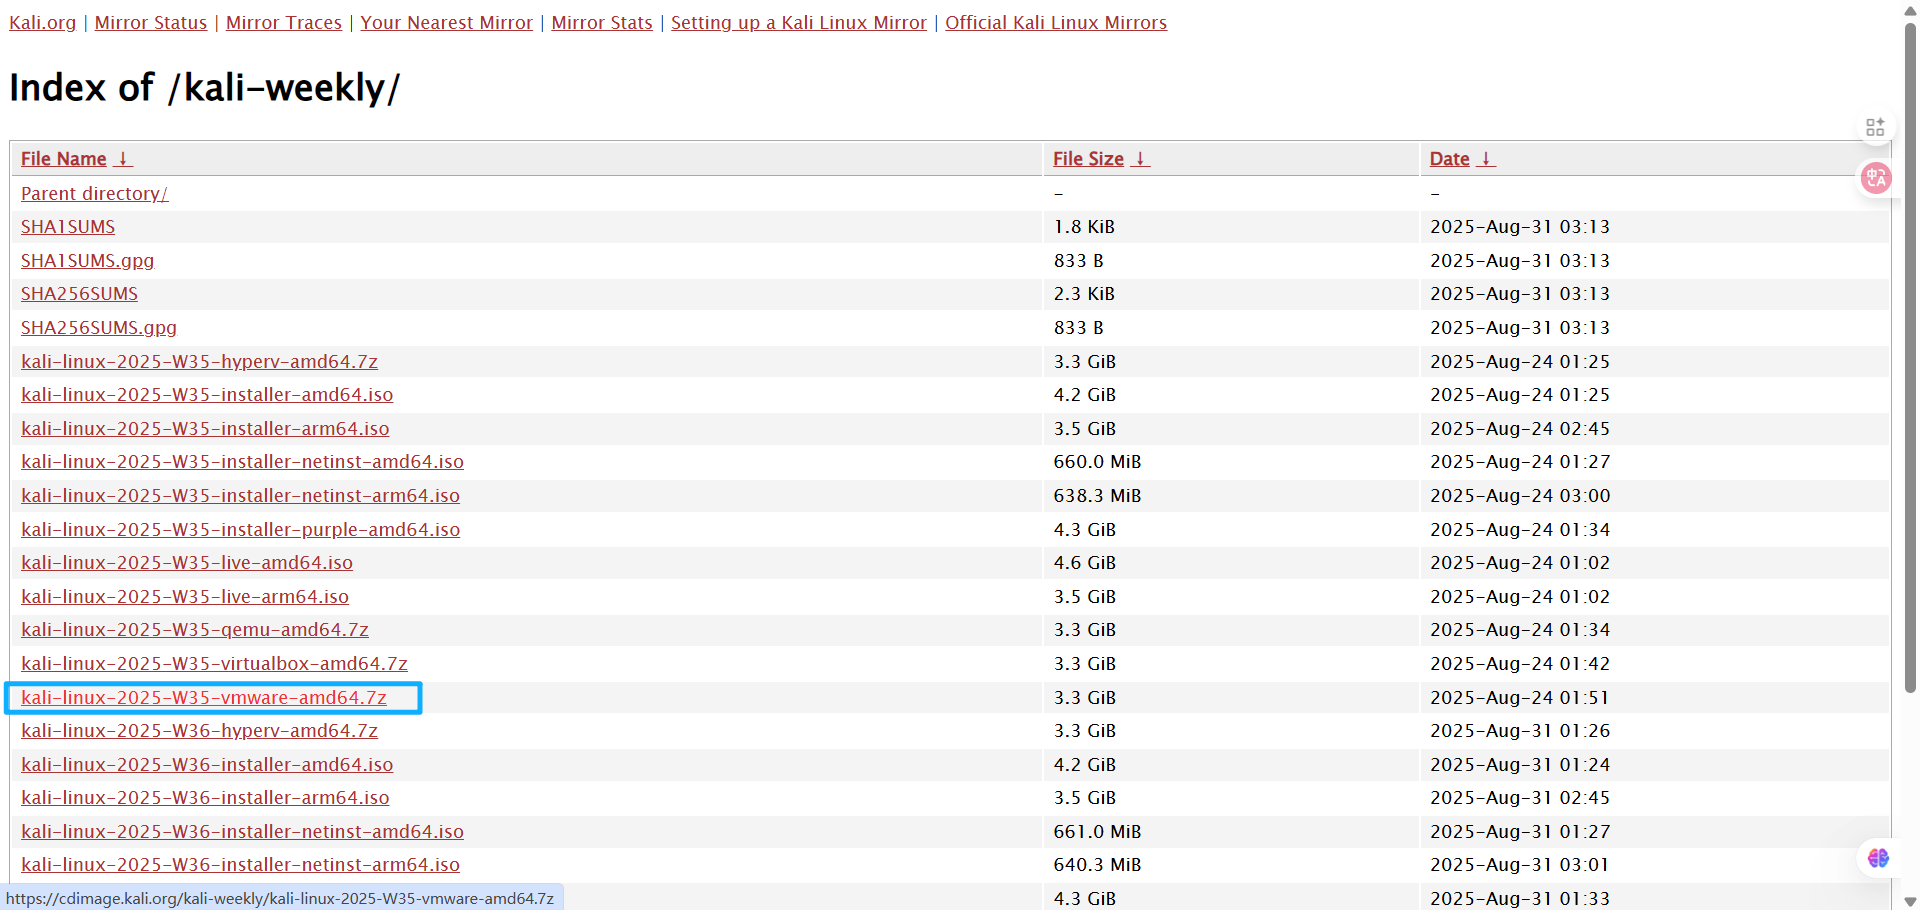 Kali.org | Mirror Status | Mirror Traces | Your Nearest Mirror | Mirror Stats | Setting up a Kali Linux Mirror | Official Kali Linux Mirrors
Index of /kali-weekly/
File Name ↓ File Size ↓ Date ↓
Parent directory/ - -
SHA1SUMS 1.8 KiB 2025-Aug-31 03:13
SHA1SUMS.gpg 833 B 2025-Aug-31 03:13
SHA256SUMS 2.3 KiB 2025-Aug-31 03:13
SHA256SUMS.gpg 833 B 2025-Aug-31 03:13
kali-linux-2025-W35-hyperv-amd64.7z 3.3 GiB 2025-Aug-24 01:25
kali-linux-2025-W35-installer-amd64.iso 4.2 GiB 2025-Aug-24 01:25
kali-linux-2025-W35-installer-arm64.iso 3.5 GiB 2025-Aug-24 02:45
kali-linux-2025-W35-installer-netinst-amd64.iso 660.0 MiB 2025-Aug-24 01:27
kali-linux-2025-W35-installer-netinst-arm64.iso 638.3 MiB 2025-Aug-24 03:00
kali-linux-2025-W35-installer-purple-amd64.iso 4.3 GiB 2025-Aug-24 01:34
kali-linux-2025-W35-live-amd64.iso 4.6 GiB 2025-Aug-24 01:02
kali-linux-2025-W35-live-arm64.iso 3.5 GiB 2025-Aug-24 01:02
kali-linux-2025-W35-qemu-amd64.7z 3.3 GiB 2025-Aug-24 01:34
kali-linux-2025-W35-virtualbox-amd64.7z 3.3 GiB 2025-Aug-24 01:42
kali-linux-2025-W35-vmware-amd64.7z 3.3 GiB 2025-Aug-24 01:51
kali-linux-2025-W36-hyperv-amd64.7z 3.3 GiB 2025-Aug-31 01:26
kali-linux-2025-W36-installer-amd64.iso 4.2 GiB 2025-Aug-31 01:24
kali-linux-2025-W36-installer-arm64.iso 3.5 GiB 2025-Aug-31 02:45
kali-linux-2025-W36-installer-netinst-amd64.iso 661.0 MiB 2025-Aug-31 01:27
kali-linux-2025-W36-installer-netinst-arm64.iso 640.3 MiB 2025-Aug-31 03:01
4.3 GiB 2025-Aug-31 01:33
https://cdimage.kali.org/kali-weekly/kali-linux-2025-W35-vmware-amd64.7z
中A